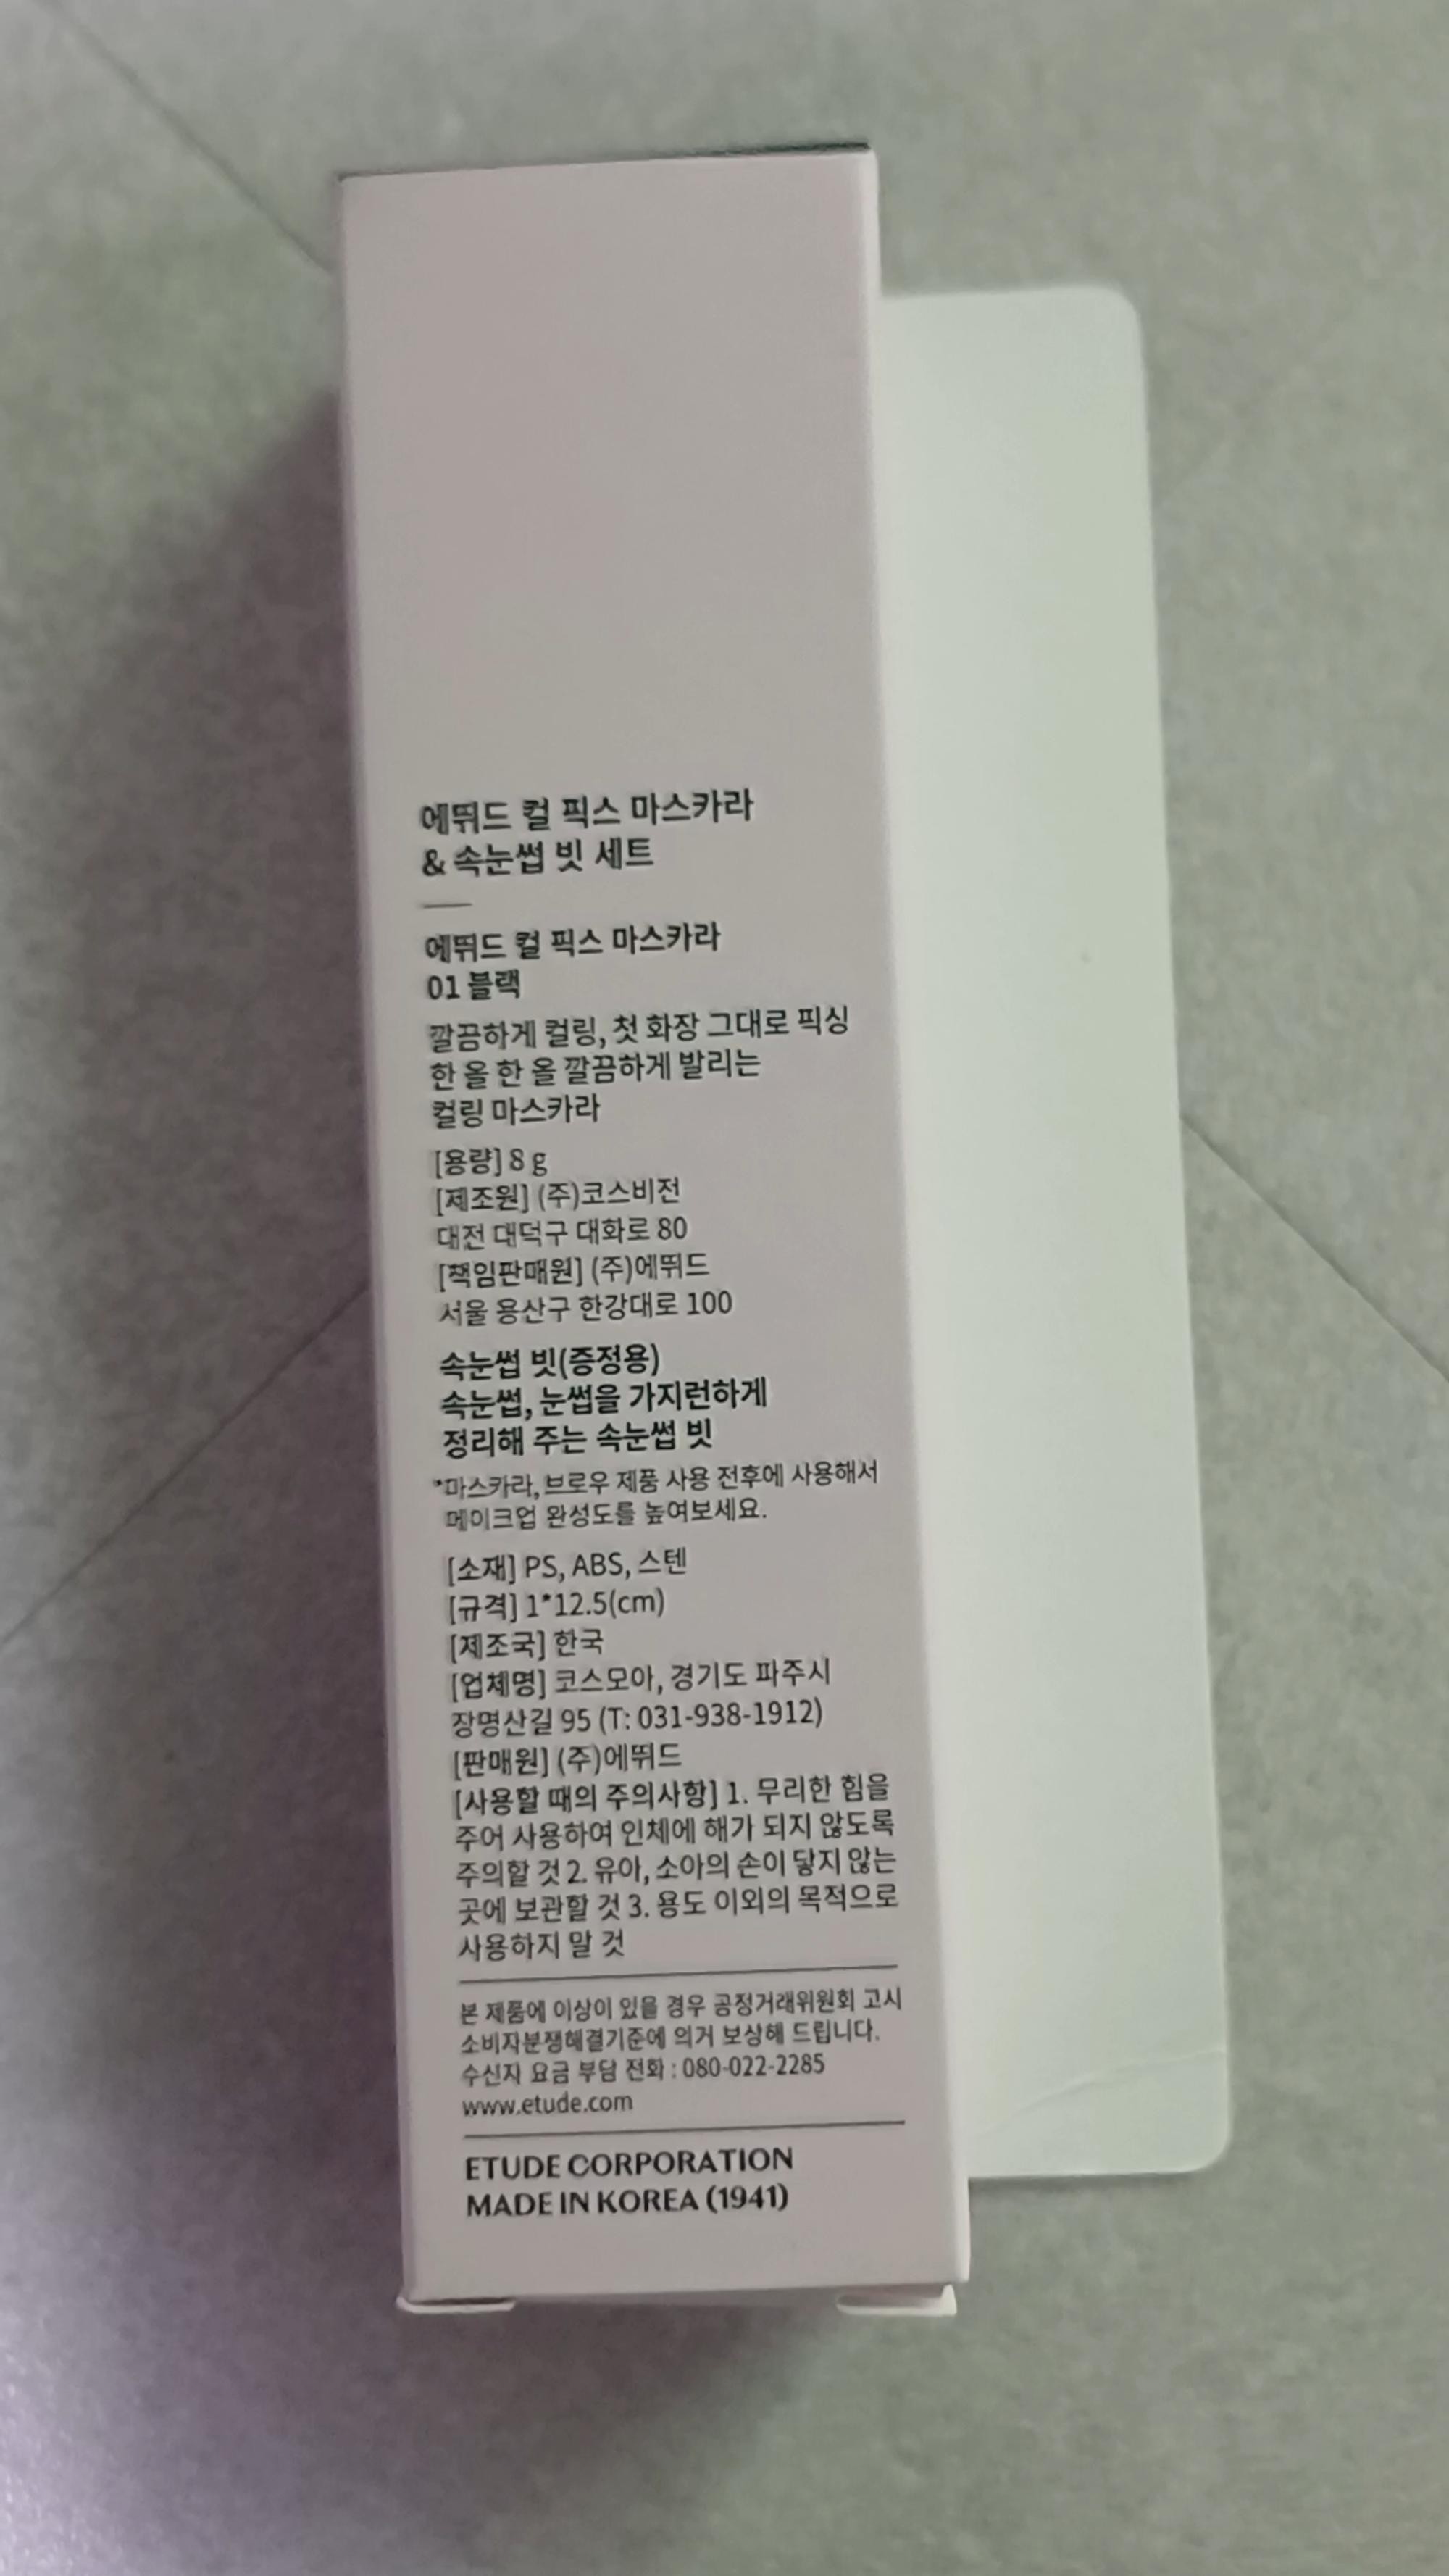 에뛰드 컬 픽스 마스카라
& 속눈썹 빗 세트
에뛰드 컬 픽스 마스카라
01 블랙
깔끔하게 컬링, 첫 화장 그대로 픽싱
한 올 한 올 깔끔하게 발리는
컬링 마스카라
[용량] 8 g
[제조원] (주)코스비전
대전 대덕구 대화로 80
[책임판매원] (주)에뛰드
서울 용산구 한강대로 100
속눈썹 빗(증정용)
속눈썹, 눈썹을 가지런하게
정리해 주는 속눈썹 빗
*마스카라, 브로우 제품 사용 전후에 사용해서
메이크업 완성도를 높여보세요.
[소재] PS, ABS, 스텐
[규격] 1*12.5(cm)
[제조국] 한국
[업체명] 코스모아, 경기도 파주시
장명산길 95 (T: 031-938-1912)
[판매원] (주)에뛰드
[사용할 때의 주의사항] 1. 무리한 힘을
주어 사용하여 인체에 해가 되지 않도록
주의할 것 2. 유아, 소아의 손이 닿지 않는
곳에 보관할 것 3. 용도 이외의 목적으로
사용하지 말 것
본 제품에 이상이 있을 경우 공정거래위원회 고시
소비자분쟁해결기준에 의거 보상해 드립니다.
수신자 요금 부담 전화 : 080-022-2285
www.etude.com
ETUDE CORPORATION
MADE IN KOREA (1941)